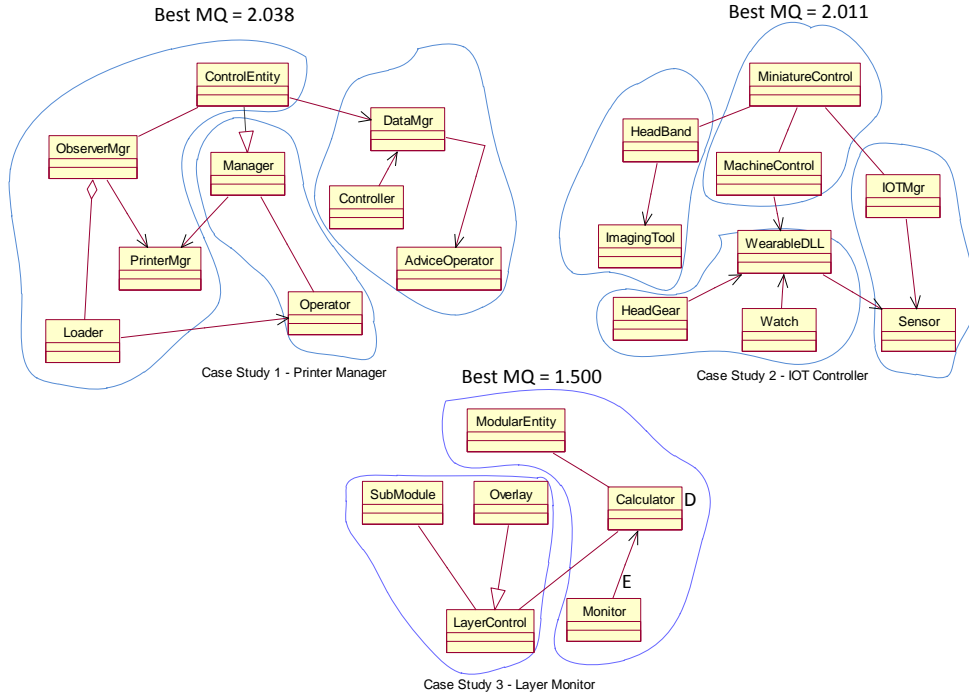 Best MQ = 2.038
ControlEntity
DataMgr
ObserverMgr
Manager
Controller
PrinterMgr
AdviceOperator
Operator
Loader
Case Study 1 - Printer Manager
Best MQ = 2.011
MiniatureControl
HeadBand
MachineControl
IOTMgr
ImagingTool
WearableDLL
HeadGear
Watch
Sensor
Case Study 2 - IOT Controller
Best MQ = 1.500
ModularEntity
SubModule
Overlay
Calculator
D
E
LayerControl
Monitor
Case Study 3 - Layer Monitor